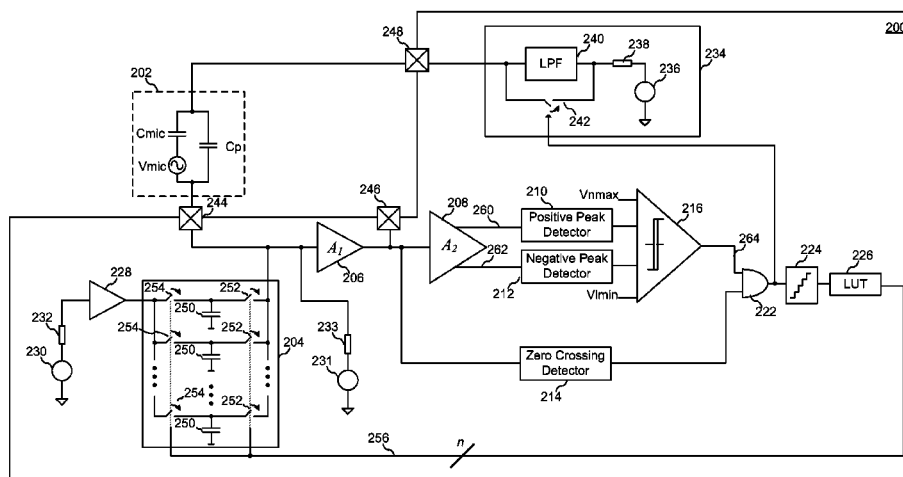 200
248
240
238
LPF
234
236
242
202
Cmic
Cp
Vmic
244
246
208
260
210
Vnmax
216
Positive Peak
Detector
A1
A2
262
Negative Peak
Detector
206
212
Vlmin
264
224
226
LUT
222
228
254
252
250
232
254
252
204
233
230
250
231
Zero Crossing
Detector
214
254
252
250
256
n